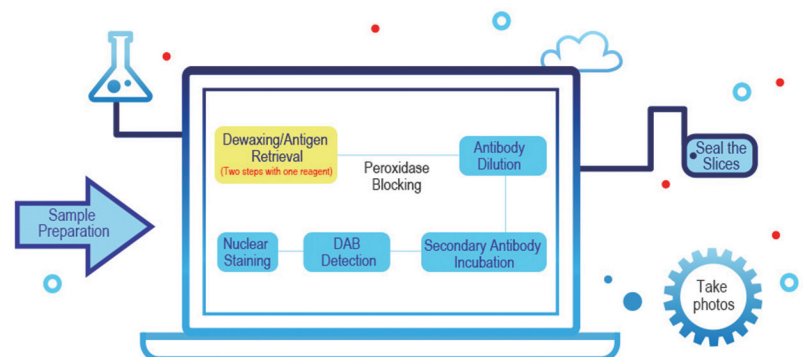 Sample
Preparation
Dewaxing/Antigen
Retrieval
(Two steps with one reagent)
Peroxidase
Blocking
Antibody
Dilution
Secondary Antibody
Incubation
DAB
Detection
Nuclear
Staining
Seal the
Slices
Take
photos